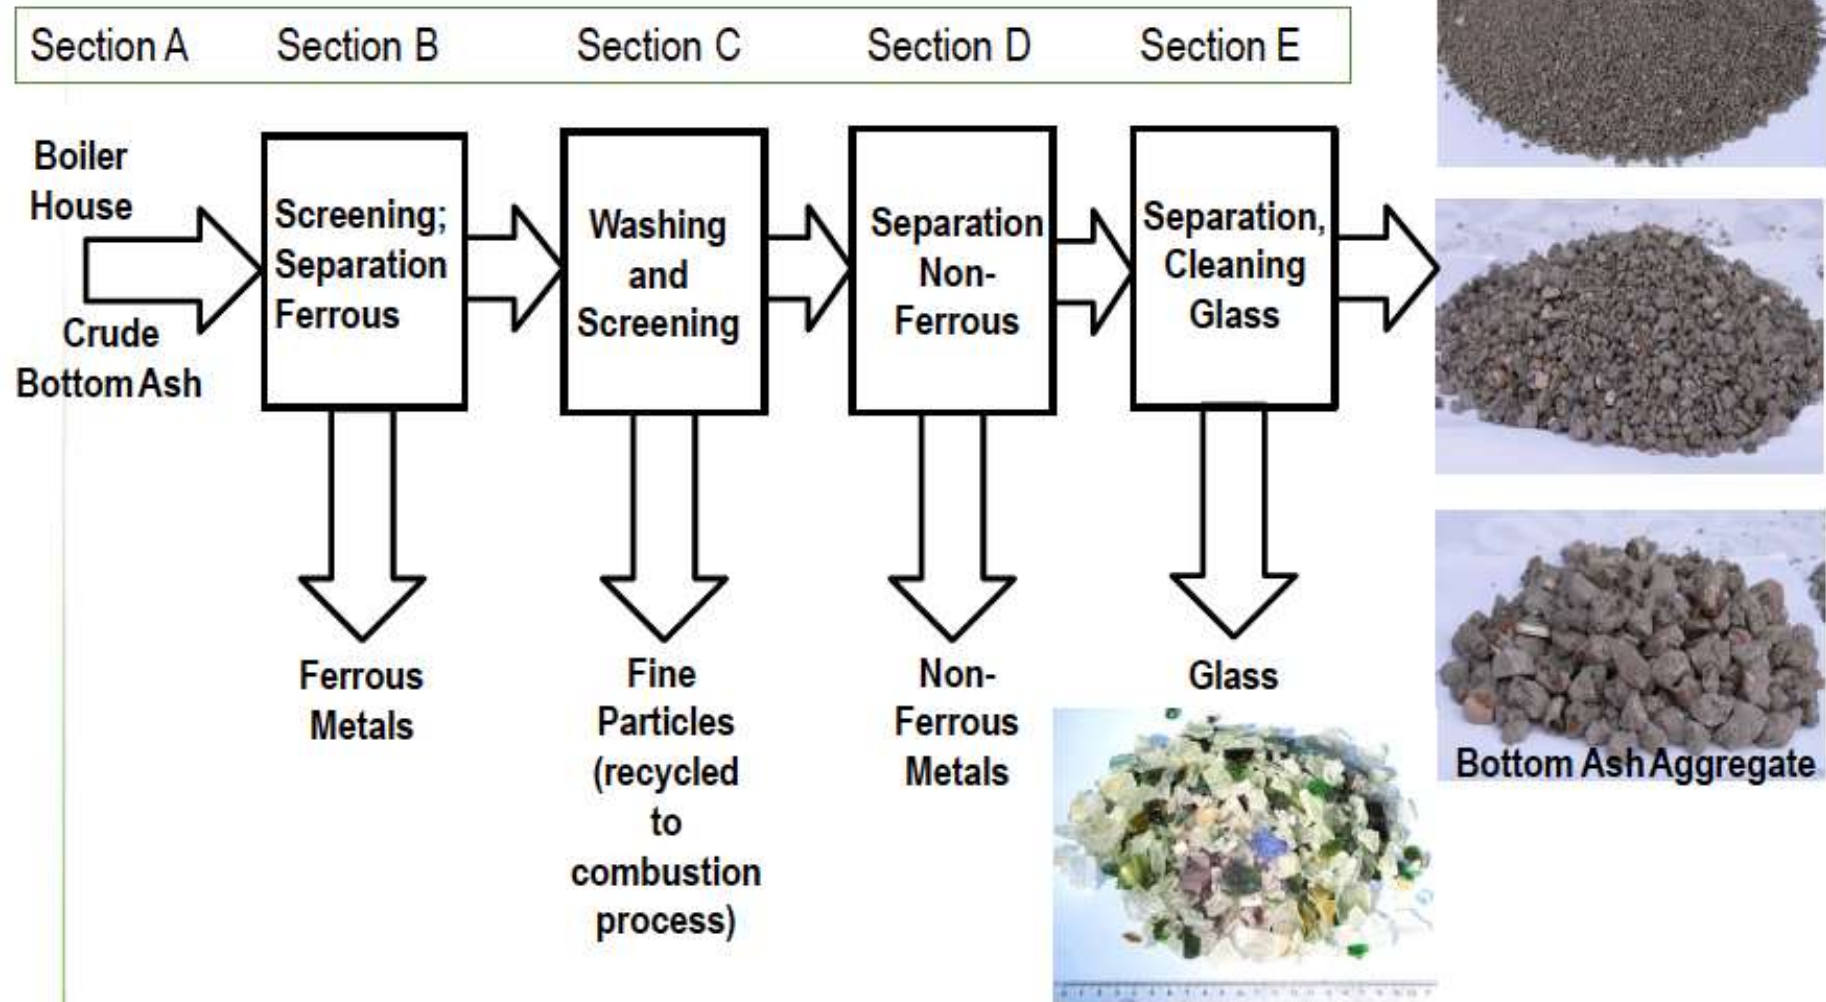 Section A Section B Section C Section D Section E
Boiler
House
Crude
Bottom Ash
Screening;
Separation
Ferrous
Washing
and
Screening
Separation
Non-
Ferrous
Separation,
Cleaning
Glass
Ferrous
Metals
Fine
Particles
(recycled
to
combustion
process)
Non-
Ferrous
Metals
Glass
Bottom Ash Aggregate